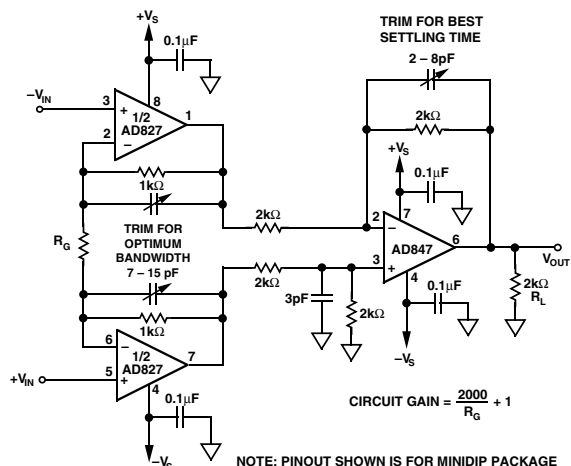 +VS
0.1µF
–VIN
3
+
1/2
AD827
2
–
8
1
1kΩ
RG
TRIM FOR
OPTIMUM
BANDWIDTH
7 – 15 pF
1kΩ
6
–
1/2
AD827
5
+
7
+VIN
4
0.1µF
–VS
2kΩ
2kΩ
3pF
2kΩ
TRIM FOR BEST
SETTLING TIME
2 – 8pF
2kΩ
+VS
0.1µF
2
–
7
AD847
6
3
+
4
0.1µF
–VS
VOUT
2kΩ
RL
CIRCUIT GAIN = 2000 / RG + 1
NOTE: PINOUT SHOWN IS FOR MINIDIP PACKAGE